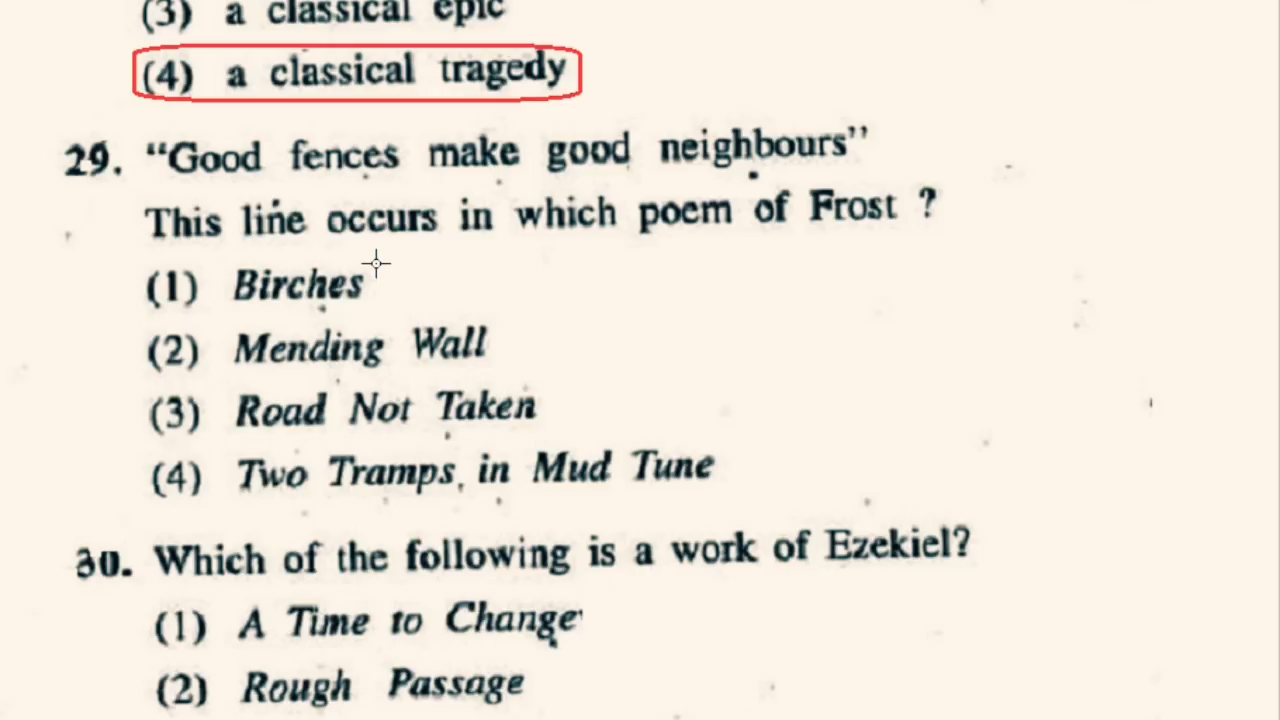 (3) a classical epic
(4) a classical tragedy
29. “Good fences make good neighbours”
This line occurs in which poem of Frost ?
(1) Birches
(2) Mending Wall
(3) Road Not Taken
(4) Two Tramps in Mud Tune
30. Which of the following is a work of Ezekiel?
(1) A Time to Change
(2) Rough Passage